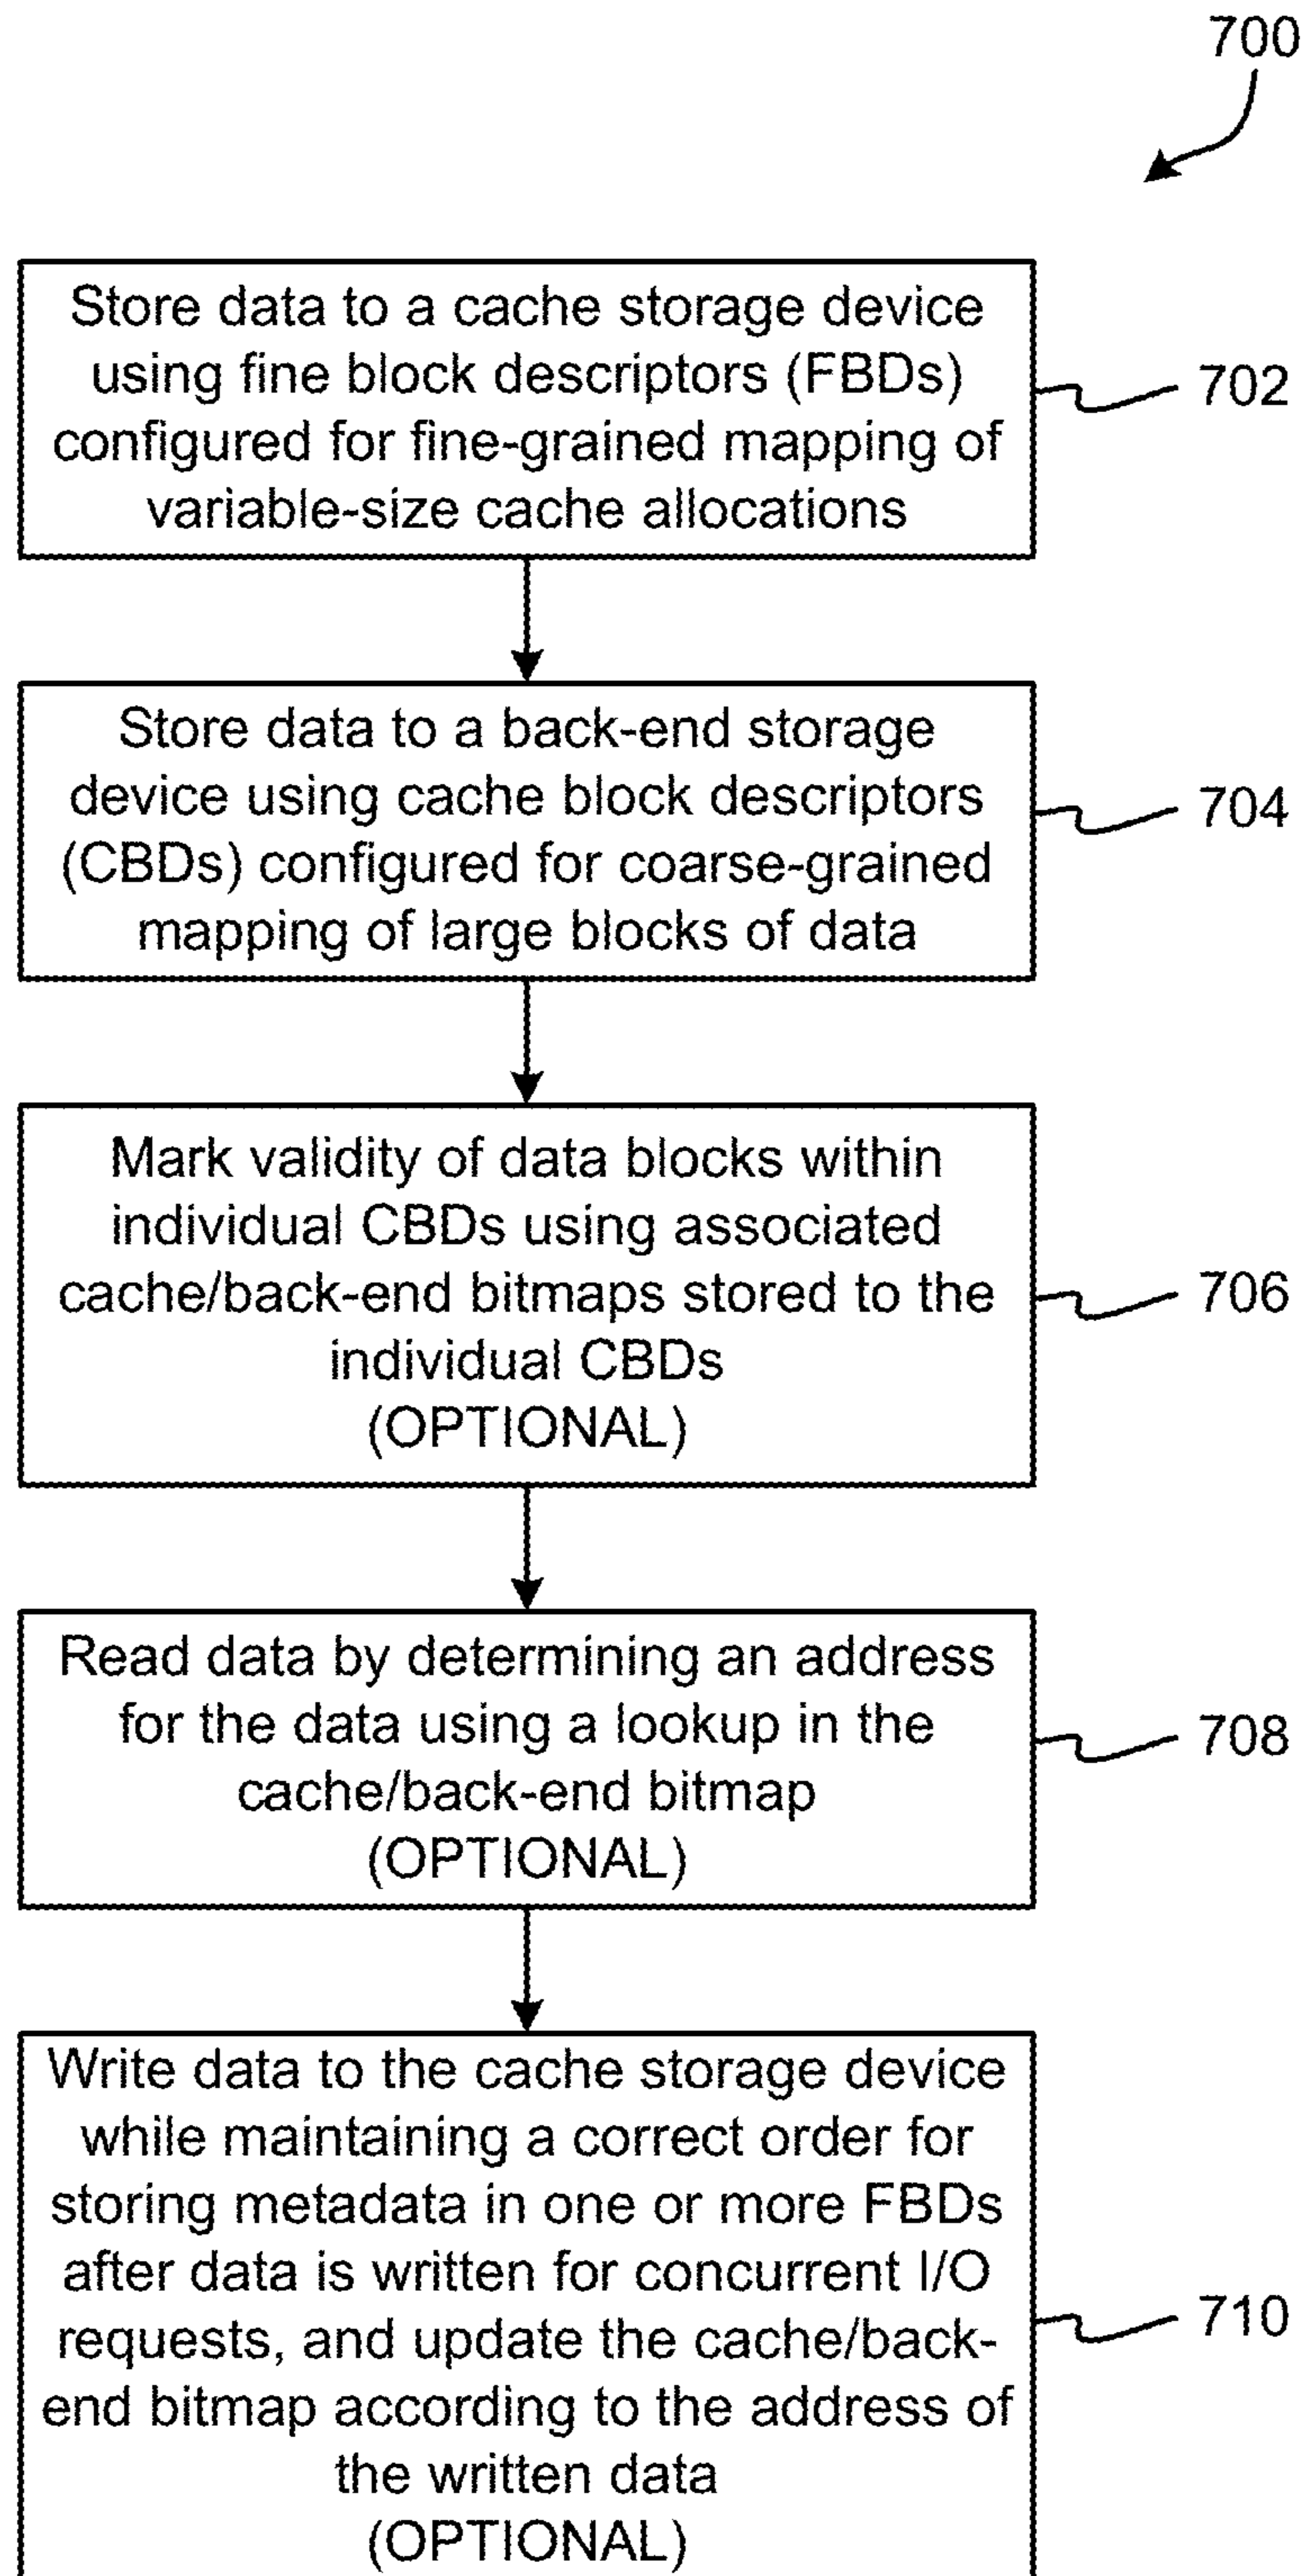 700
Store data to a cache storage device
using fine block descriptors (FBDs)
configured for fine-grained mapping of
variable-size cache allocations
702
Store data to a back-end storage
device using cache block descriptors
(CBDs) configured for coarse-grained
mapping of large blocks of data
704
Mark validity of data blocks within
individual CBDs using associated
cache/back-end bitmaps stored to the
individual CBDs
(OPTIONAL)
706
Read data by determining an address
for the data using a lookup in the
cache/back-end bitmap
(OPTIONAL)
708
Write data to the cache storage device
while maintaining a correct order for
storing metadata in one or more FBDs
after data is written for concurrent I/O
requests, and update the cache/back-
end bitmap according to the address of
the written data
(OPTIONAL)
710